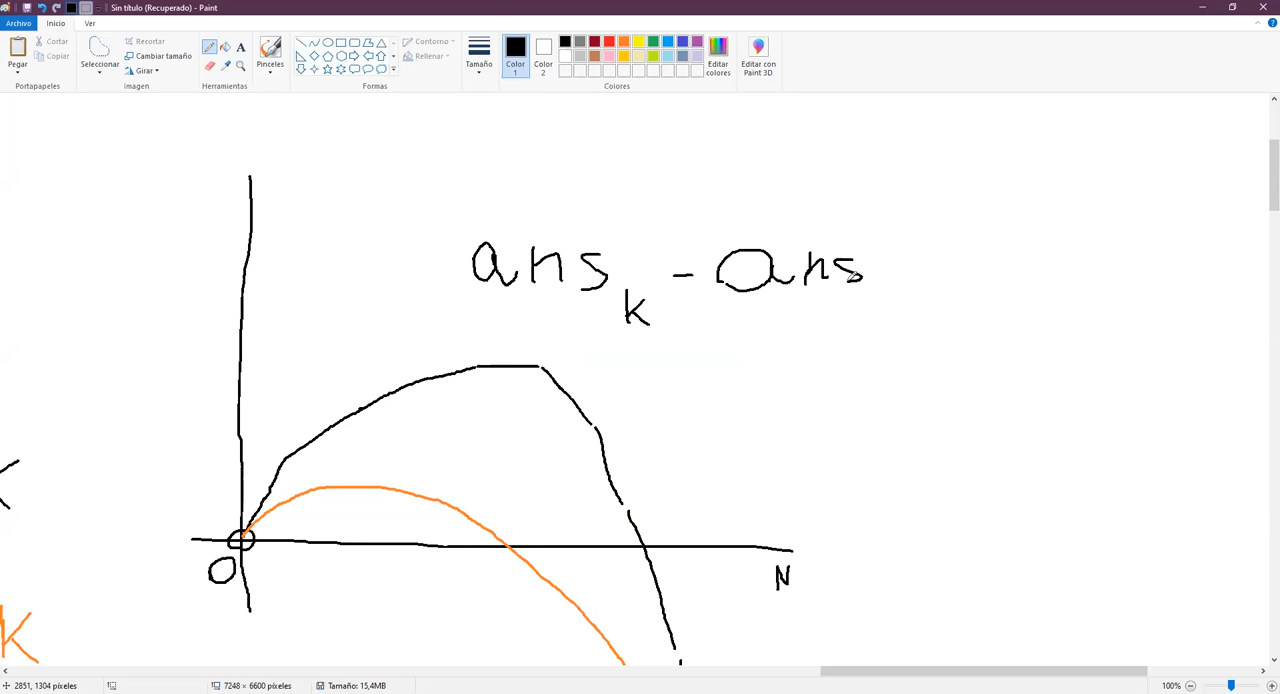 Sin título (Recuperado) - Paint
Archivo Inicio Ver
Pegar
Cortar
Copiar
Portapapeles
Seleccionar
Recortar
Cambiar tamaño
Girar
Imagen
A
Herramientas
Pinceles
Contorno
Rellenar
Formas
Tamaño
Color 1
Color 2
Editar colores
Editar con Paint 3D
Colores
ans k - ans
O
N
K
2851, 1304 píxeles
7248 × 6600 píxeles
Tamaño: 15,4MB
100%